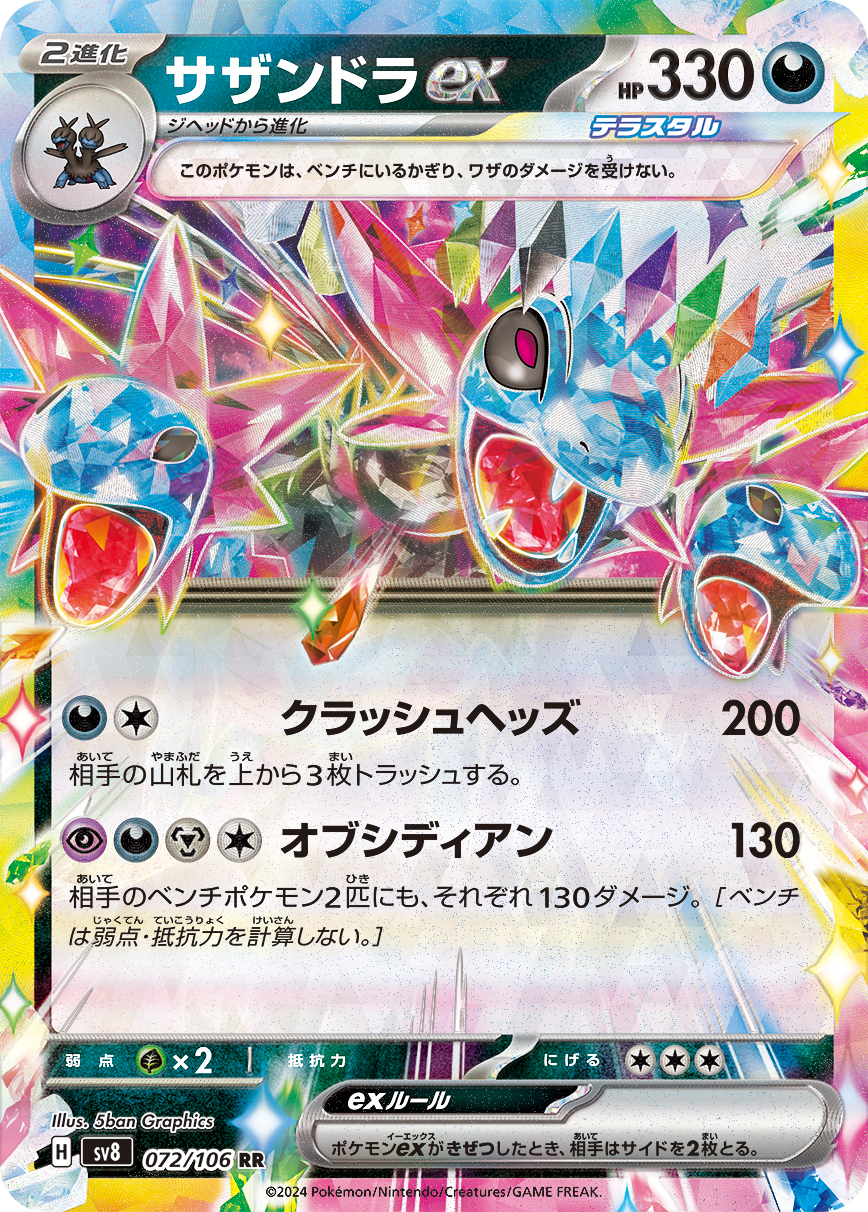 2進化
サザンドラex
HP330
ジヘッドから進化
テラスタル
このポケモンは、ベンチにいるかぎり、ワザのダメージを受けない。
クラッシュヘッズ 200
相手の山札を上から3枚トラッシュする。
オブシディアン 130
相手のベンチポケモン2匹にも、それぞれ130ダメージ。[ベンチ
は弱点・抵抗力を計算しない。]
弱点 ×2 抵抗力 にげる
exルール
ポケモンexがきぜつしたとき、相手はサイドを2枚とる。
Illus. 5ban Graphics
H sv8 072/106 RR
©2024 Pokémon/Nintendo/Creatures/GAME FREAK.